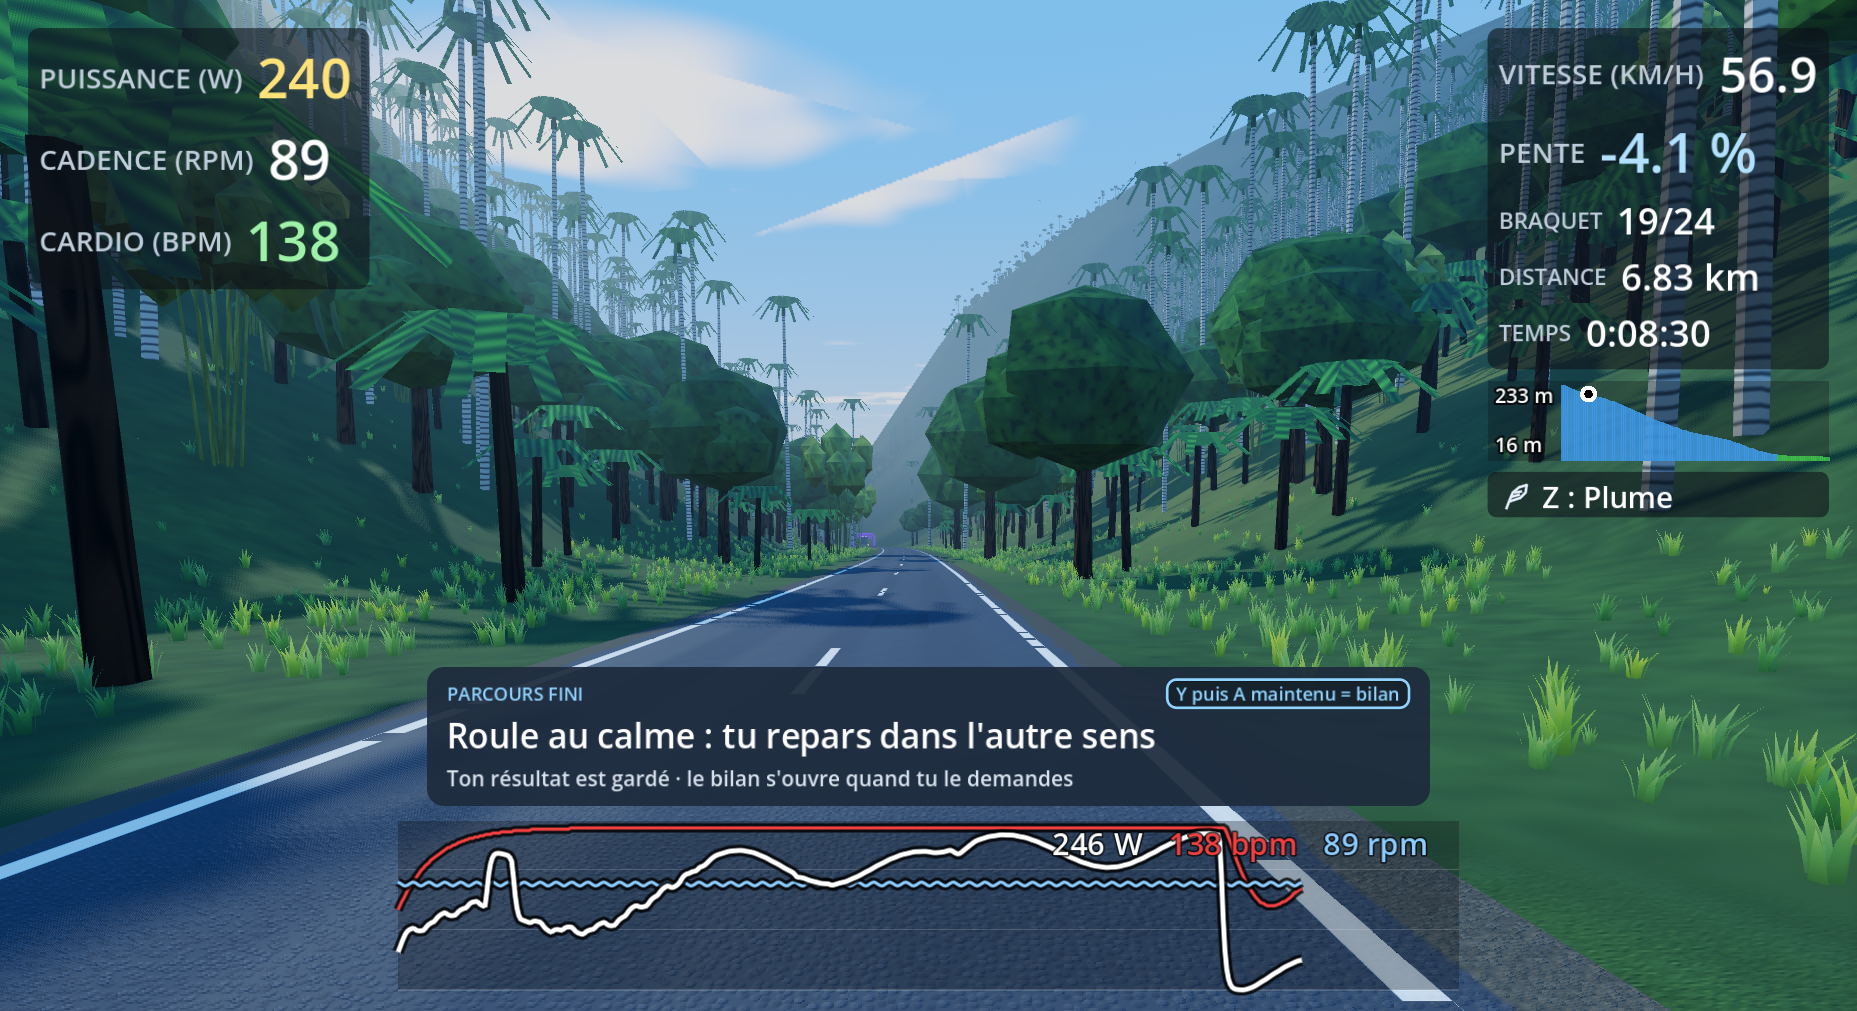 PUISSANCE (W) 240
CADENCE (RPM) 89
CARDIO (BPM) 138
VITESSE (KM/H) 56.9
PENTE -4.1 %
BRAQUET 19/24
DISTANCE 6.83 km
TEMPS 0:08:30
233 m
16 m
Z : Plume
PARCOURS FINI
Y puis A maintenu = bilan
Roule au calme : tu repars dans l'autre sens
Ton résultat est gardé · le bilan s'ouvre quand tu le demandes
246 W 138 bpm 89 rpm